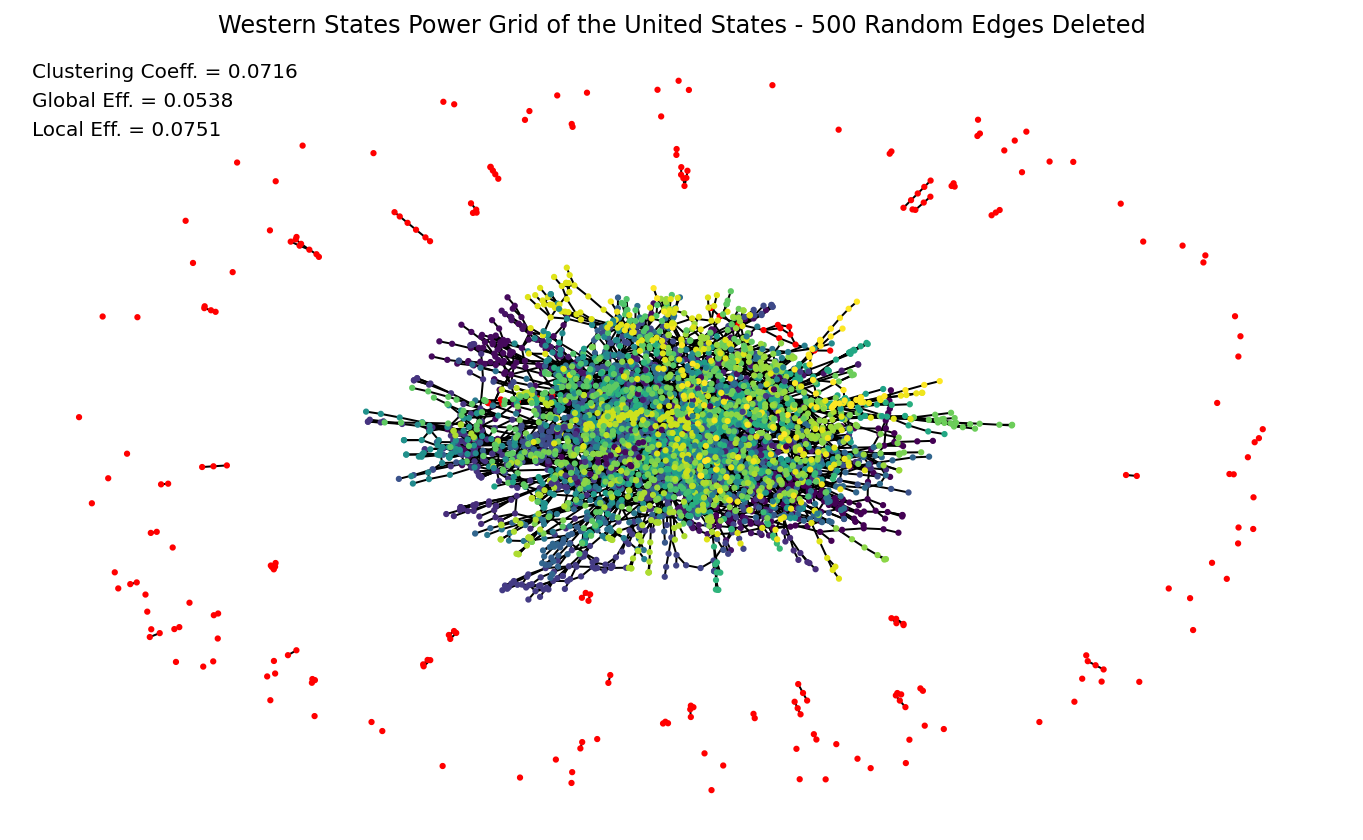 Western States Power Grid of the United States - 500 Random Edges Deleted
Clustering Coeff. = 0.0716
Global Eff. = 0.0538
Local Eff. = 0.0751